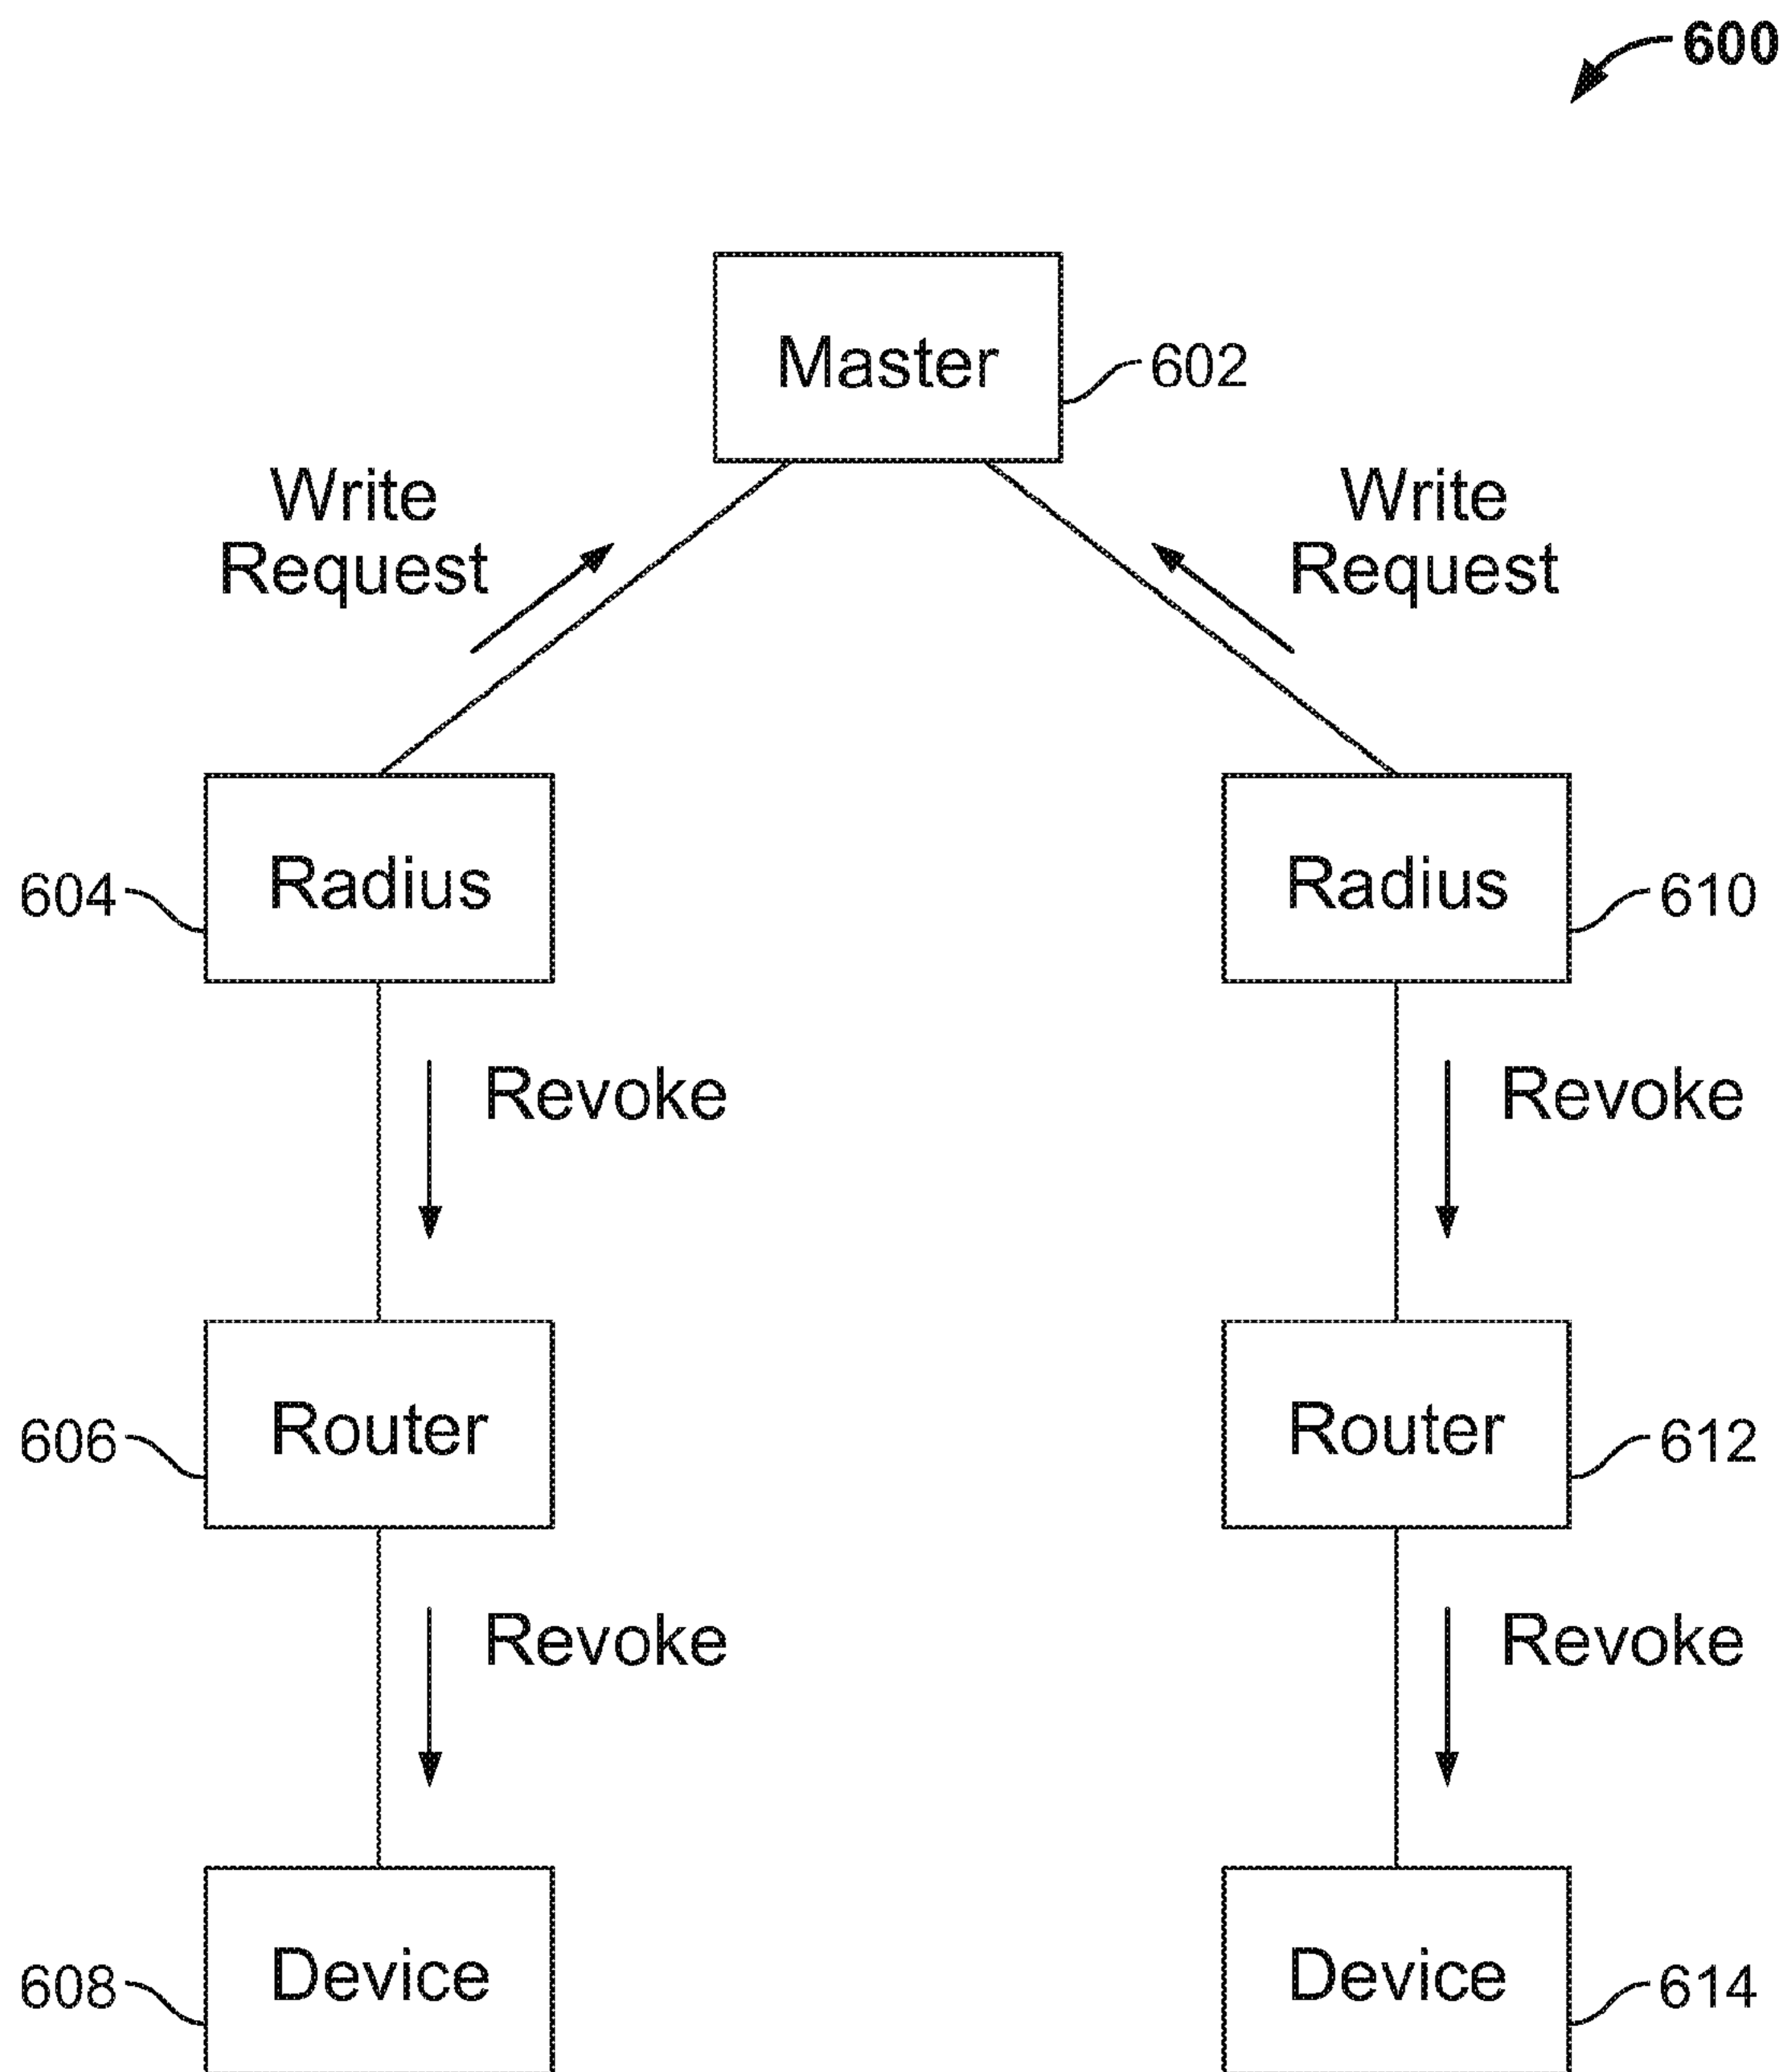 600
Master
602
Write
Request
Write
Request
604
Radius
Radius
610
Revoke
Revoke
606
Router
Router
612
Revoke
Revoke
608
Device
Device
614